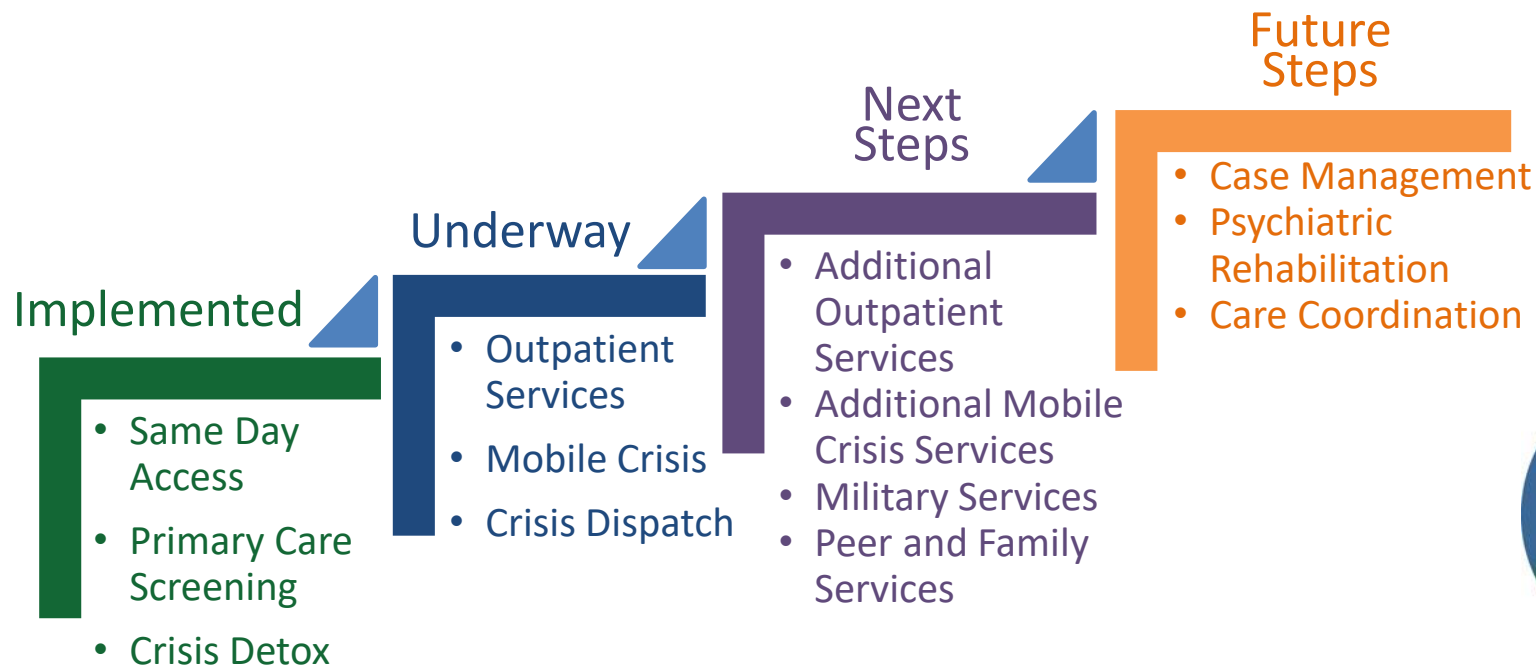 Implemented
• Same Day
Access
• Primary Care
Screening
• Crisis Detox
Underway
• Outpatient
Services
• Mobile Crisis
• Crisis Dispatch
Next
Steps
• Additional
Outpatient
Services
• Additional Mobile
Crisis Services
• Military Services
• Peer and Family
Services
Future
Steps
• Case Management
• Psychiatric
Rehabilitation
• Care Coordination